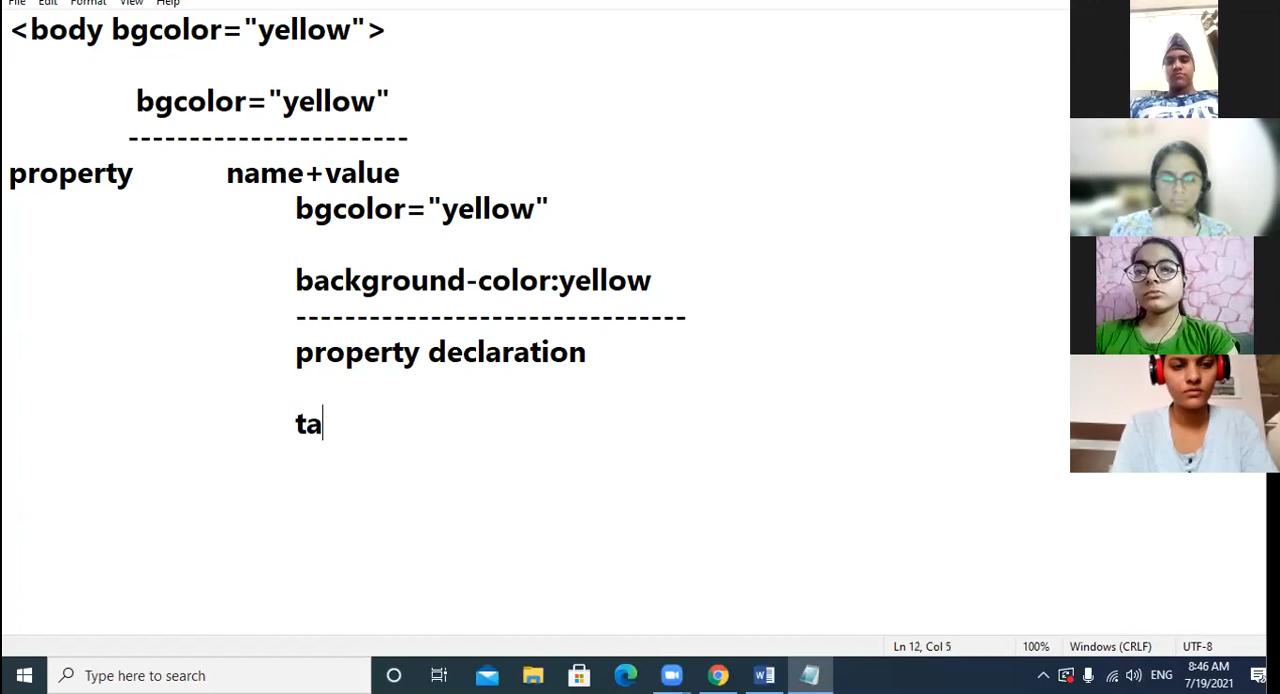 File Edit Format View Help
<body bgcolor="yellow">
bgcolor="yellow"
-----------------------
property name+value
bgcolor="yellow"
background-color:yellow
--------------------------------
property declaration
ta
Ln 12, Col 5 100% Windows (CRLF) UTF-8
Type here to search
ENG
8:46 AM
7/19/2021